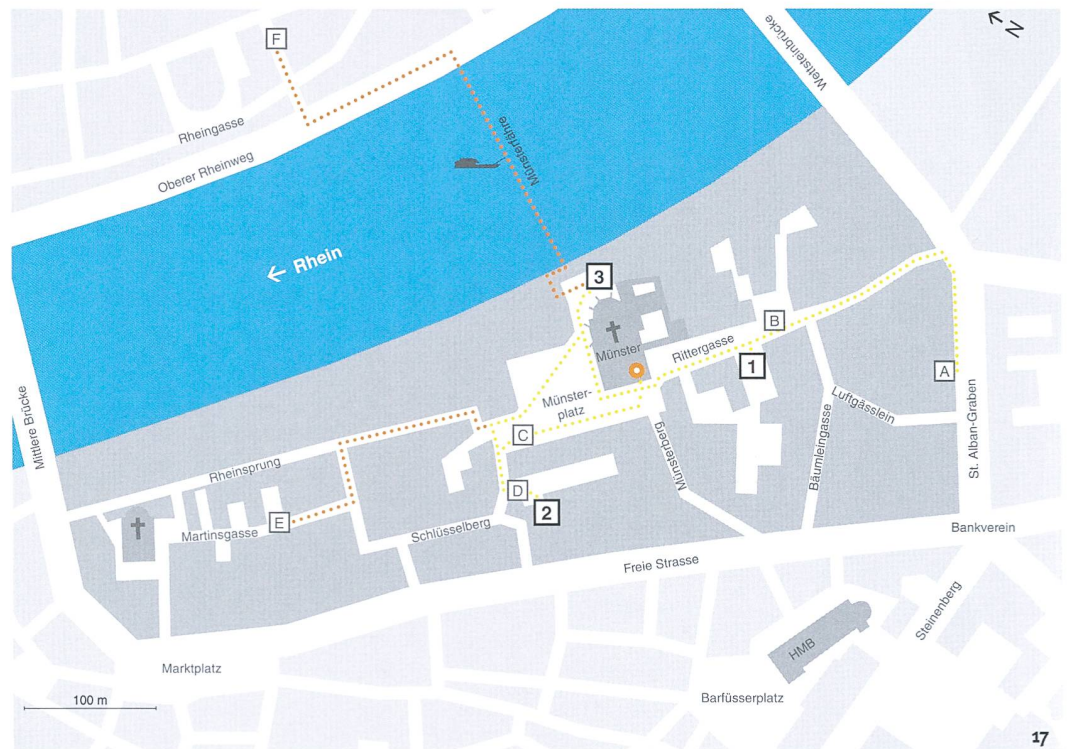 N
Wettsteinbrücke
F
Rheingasse
Oberer Rheinweg
Münsterfähre
← Rhein
3
B
Münster
Rittergasse
1
A
Mittlere Brücke
Münster-
platz
Luftgässlein
C
Münsterberg
Bäumleingasse
St. Alban-Graben
Rheinsprung
D
2
E
Martinsgasse
Schlüsselberg
Bankverein
Freie Strasse
Steinenberg
HMB
Marktplatz
Barfüsserplatz
100 m
17